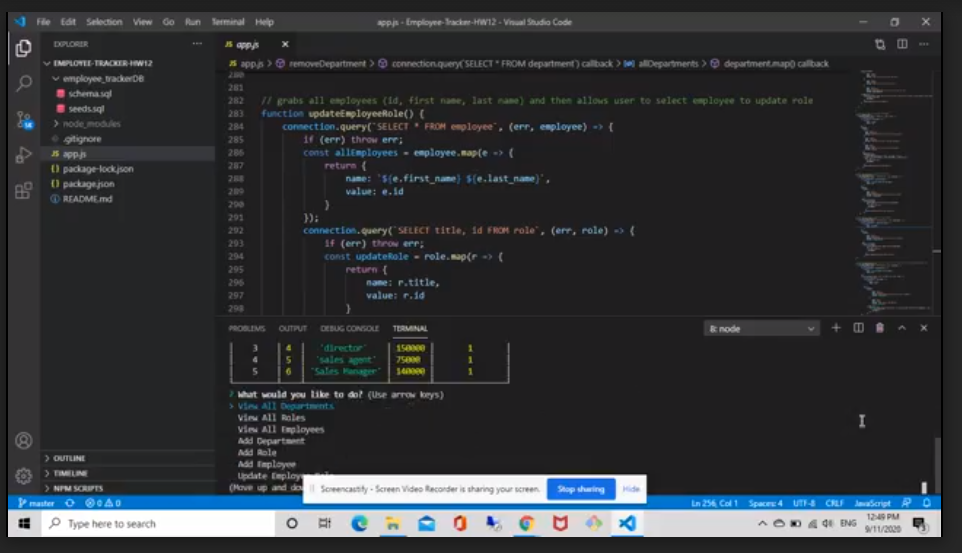 File Edit Selection View Go Run Terminal Help
app.js - Employee-Tracker-HW12 - Visual Studio Code
EXPLORER
EMPLOYEE-TRACKER-HW12
employee_trackerDB
schema.sql
seeds.sql
node_modules
.gitignore
JS app.js
{} package-lock.json
{} package.json
README.md
OUTLINE
TIMELINE
NPM SCRIPTS
JS app.js
JS app.js > removeDepartment > connection.query('SELECT * FROM department') callback > allDepartments > department.map() callback
280
281
282 // grabs all employees (id, first name, last name) and then allows user to select employee to update role
283 function updateEmployeeRole() {
284 connection.query(`SELECT * FROM employee`, (err, employee) => {
285 if (err) throw err;
286 const allEmployees = employee.map(e => {
287 return {
288 name: `${e.first_name} ${e.last_name}`,
289 value: e.id
290 }
291 });
292 connection.query(`SELECT title, id FROM role`, (err, role) => {
293 if (err) throw err;
294 const updateRole = role.map(r => {
295 return {
296 name: r.title,
297 value: r.id
298 }
PROBLEMS OUTPUT DEBUG CONSOLE TERMINAL
8: node
3 4 'director' 150000 1
4 5 'sales agent' 75000 1
5 6 'Sales Manager' 140000 1
? What would you like to do? (Use arrow keys)
> View All Departments
View All Roles
View All Employees
Add Department
Add Role
Add Employee
Update Employee
(Move up and
Screencastify - Screen Video Recorder is sharing your screen. Stop sharing Hide
master 0 0
Ln 256, Col 1 Spaces: 4 UTF-8 CRLF JavaScript
Type here to search
ENG
12:49 PM
9/11/2020